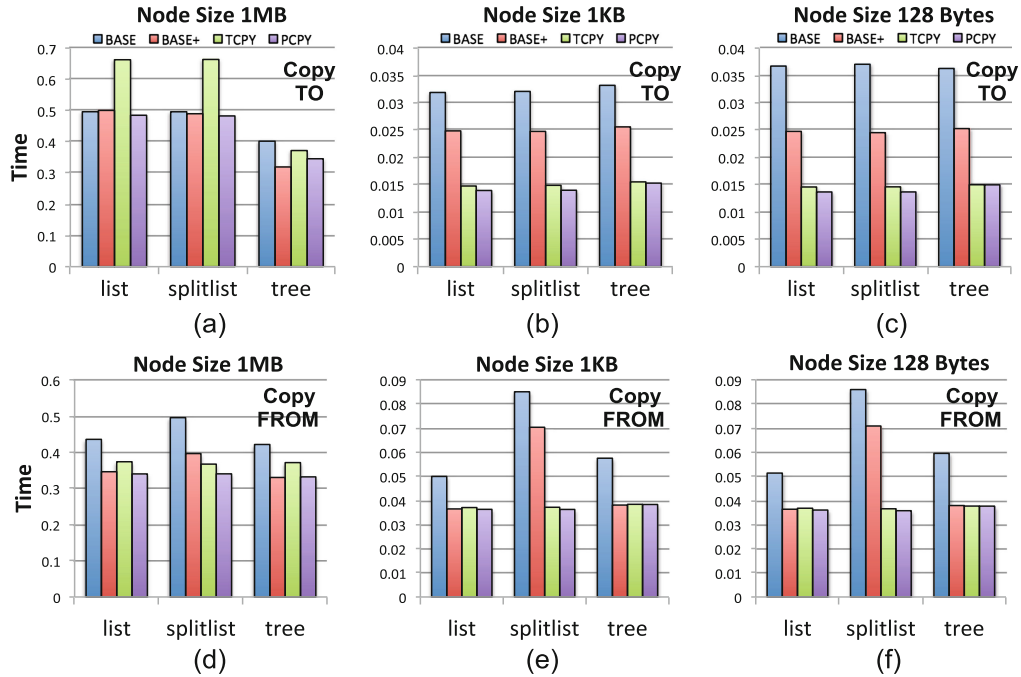 Node Size 1MB
BASE BASE+ TCPY PCPY
Copy
TO
Time
0.7
0.6
0.5
0.4
0.3
0.2
0.1
0
list splitlist tree
(a)
Node Size 1KB
BASE BASE+ TCPY PCPY
Copy
TO
0.04
0.035
0.03
0.025
0.02
0.015
0.01
0.005
0
list splitlist tree
(b)
Node Size 128 Bytes
BASE BASE+ TCPY PCPY
Copy
TO
0.04
0.035
0.03
0.025
0.02
0.015
0.01
0.005
0
list splitlist tree
(c)
Node Size 1MB
Copy
FROM
Time
0.6
0.5
0.4
0.3
0.2
0.1
0
list splitlist tree
(d)
Node Size 1KB
Copy
FROM
0.09
0.08
0.07
0.06
0.05
0.04
0.03
0.02
0.01
0
list splitlist tree
(e)
Node Size 128 Bytes
Copy
FROM
0.09
0.08
0.07
0.06
0.05
0.04
0.03
0.02
0.01
0
list splitlist tree
(f)